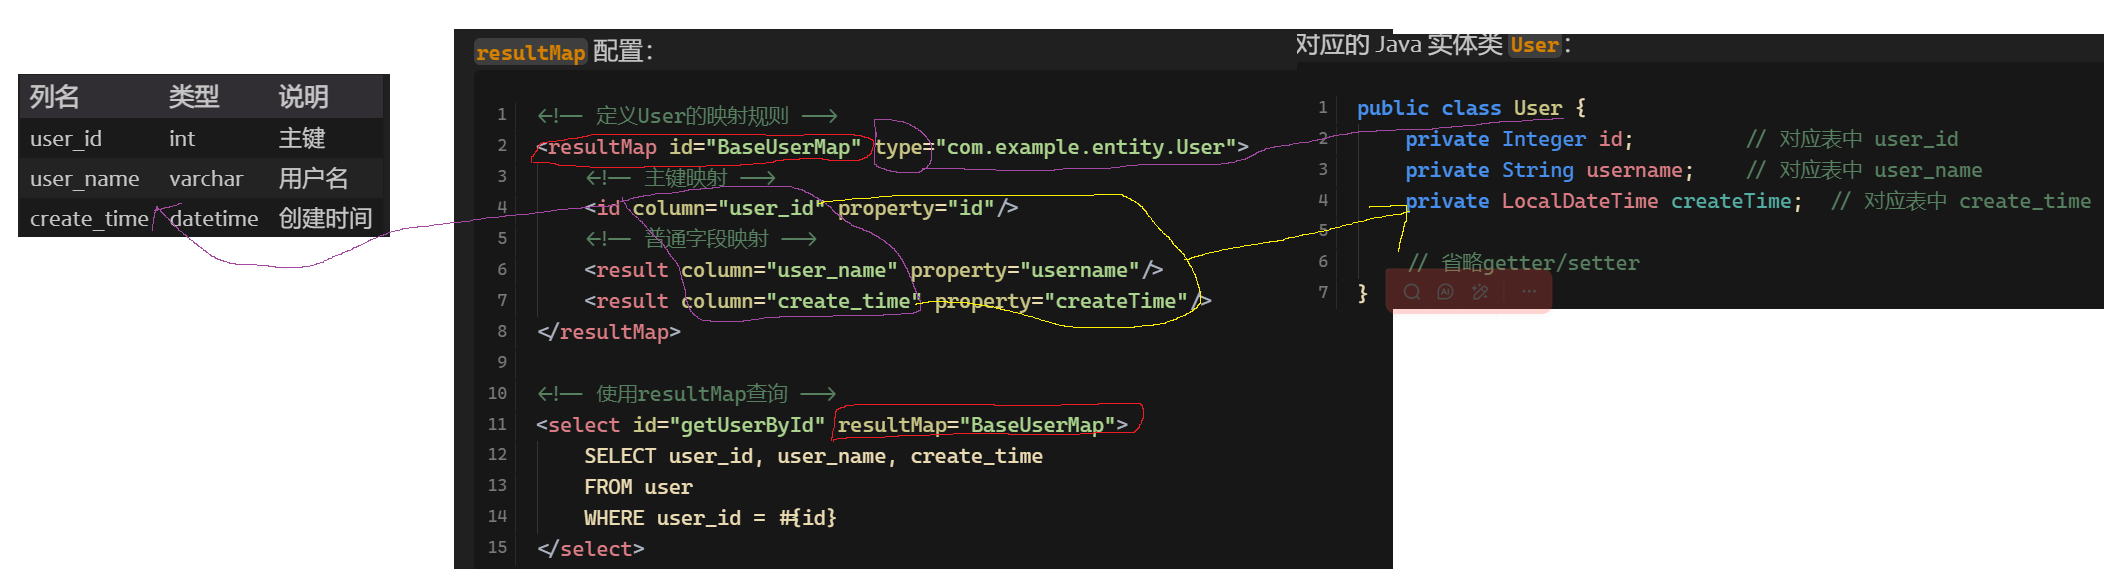 列名 类型 说明
user_id int 主键
user_name varchar 用户名
create_time datetime 创建时间
resultMap 配置：
1 <!-- 定义User的映射规则 -->
2 <resultMap id="BaseUserMap" type="com.example.entity.User">
3 <!-- 主键映射 -->
4 <id column="user_id" property="id"/>
5 <!-- 普通字段映射 -->
6 <result column="user_name" property="username"/>
7 <result column="create_time" property="createTime"/>
8 </resultMap>
9
10 <!-- 使用resultMap查询 -->
11 <select id="getUserById" resultMap="BaseUserMap">
12 SELECT user_id, user_name, create_time
13 FROM user
14 WHERE user_id = #{id}
15 </select>
对应的 Java 实体类 User：
1 public class User {
2 private Integer id; // 对应表中 user_id
3 private String username; // 对应表中 user_name
4 private LocalDateTime createTime; // 对应表中 create_time
5
6 // 省略getter/setter
7 }
AI